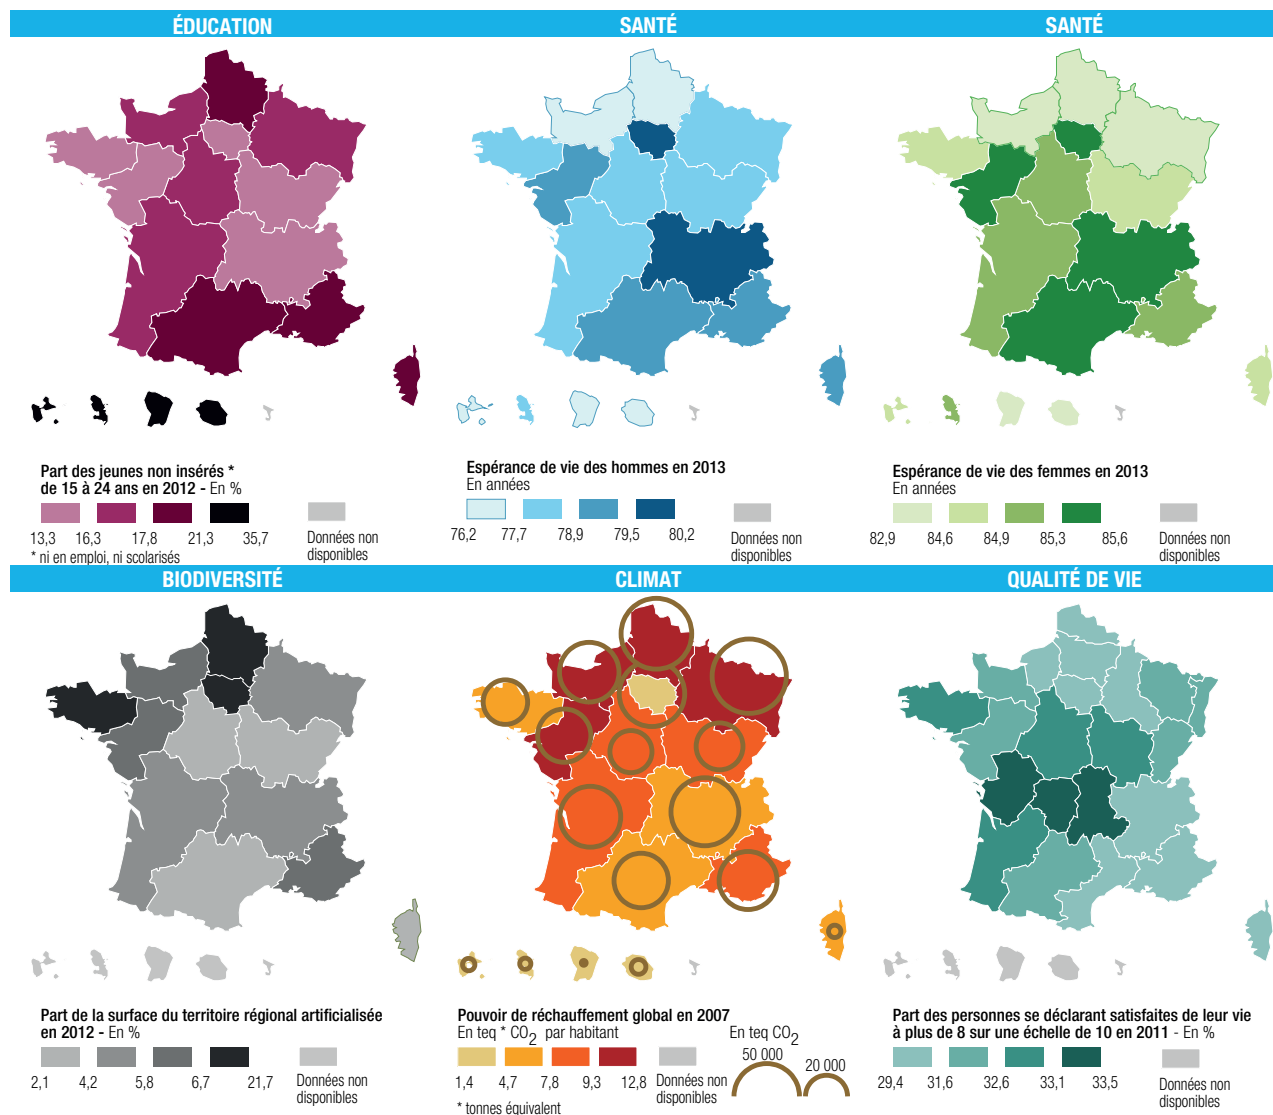 ÉDUCATION
SANTÉ
SANTÉ
Part des jeunes non insérés *
de 15 à 24 ans en 2012 - En %
13,3 16,3 17,8 21,3 35,7
Données non
disponibles
* ni en emploi, ni scolarisés
Espérance de vie des hommes en 2013
En années
76,2 77,7 78,9 79,5 80,2
Données non
disponibles
Espérance de vie des femmes en 2013
En années
82,9 84,6 84,9 85,3 85,6
Données non
disponibles
BIODIVERSITÉ
CLIMAT
QUALITÉ DE VIE
Part de la surface du territoire régional artificialisée
en 2012 - En %
2,1 4,2 5,8 6,7 21,7
Données non
disponibles
Pouvoir de réchauffement global en 2007
En teq * CO2 par habitant
1,4 4,7 7,8 9,3 12,8
Données non
disponibles
* tonnes équivalent
En teq CO2
50 000
20 000
Part des personnes se déclarant satisfaites de leur vie
à plus de 8 sur une échelle de 10 en 2011 - En %
29,4 31,6 32,6 33,1 33,5
Données non
disponibles